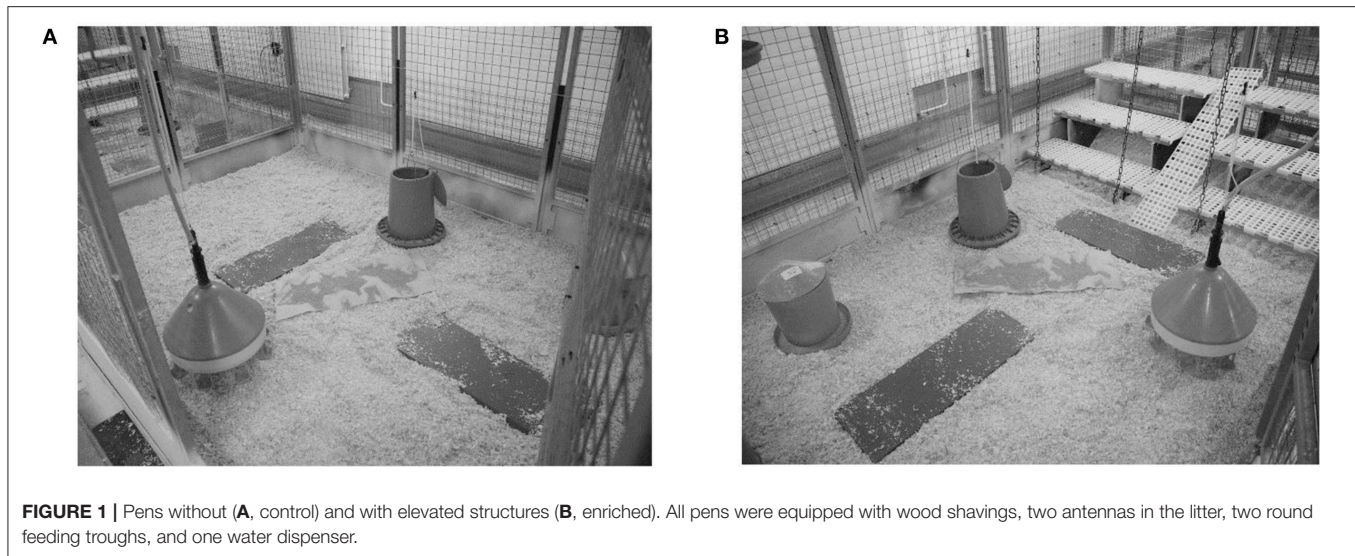 A
B
FIGURE 1 | Pens without (A, control) and with elevated structures (B, enriched). All pens were equipped with wood shavings, two antennas in the litter, two round
feeding troughs, and one water dispenser.